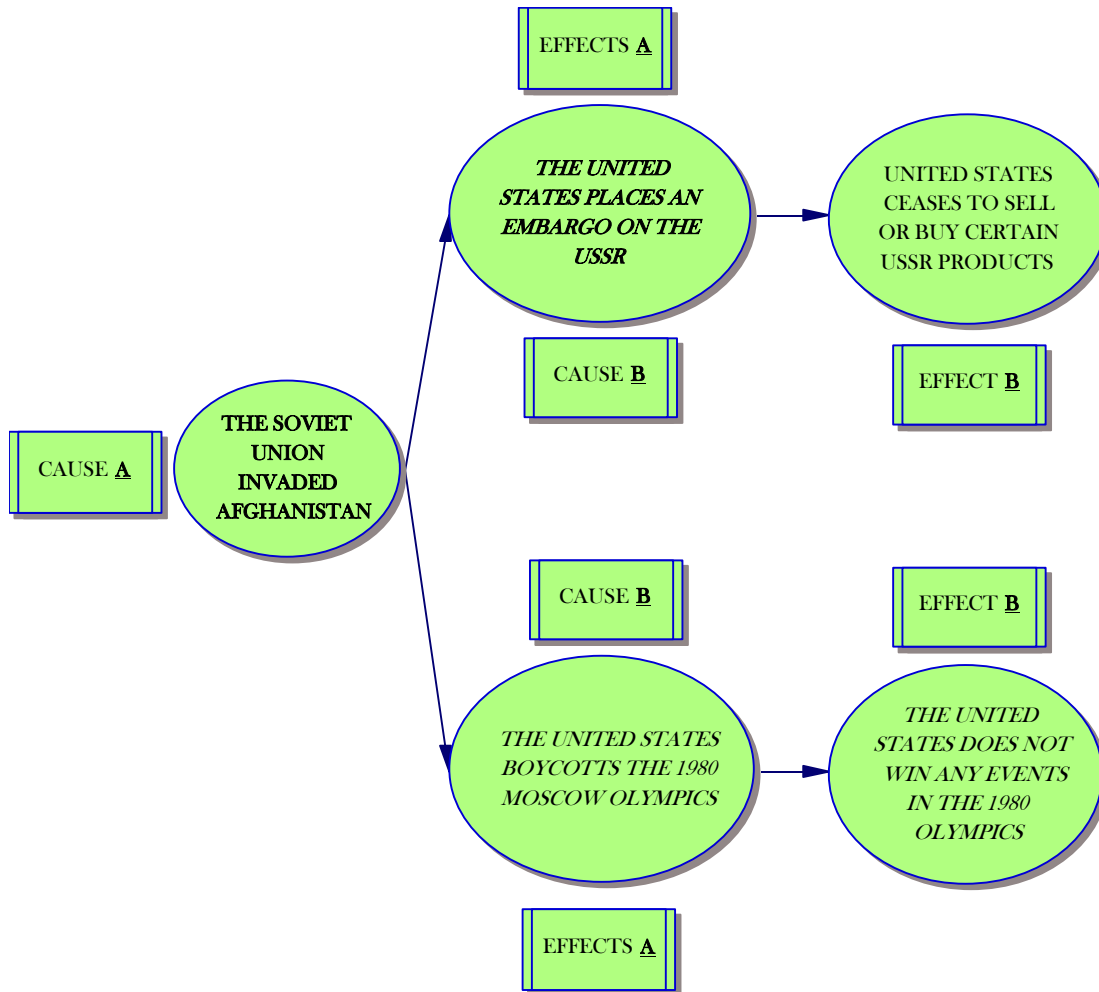 EFFECTS A
THE UNITED
STATES PLACES AN
EMBARGO ON THE
USSR
UNITED STATES
CEASES TO SELL
OR BUY CERTAIN
USSR PRODUCTS
CAUSE B
EFFECT B
CAUSE A
THE SOVIET
UNION
INVADED
AFGHANISTAN
CAUSE B
EFFECT B
THE UNITED STATES
BOYCOTTS THE 1980
MOSCOW OLYMPICS
THE UNITED
STATES DOES NOT
WIN ANY EVENTS
IN THE 1980
OLYMPICS
EFFECTS A